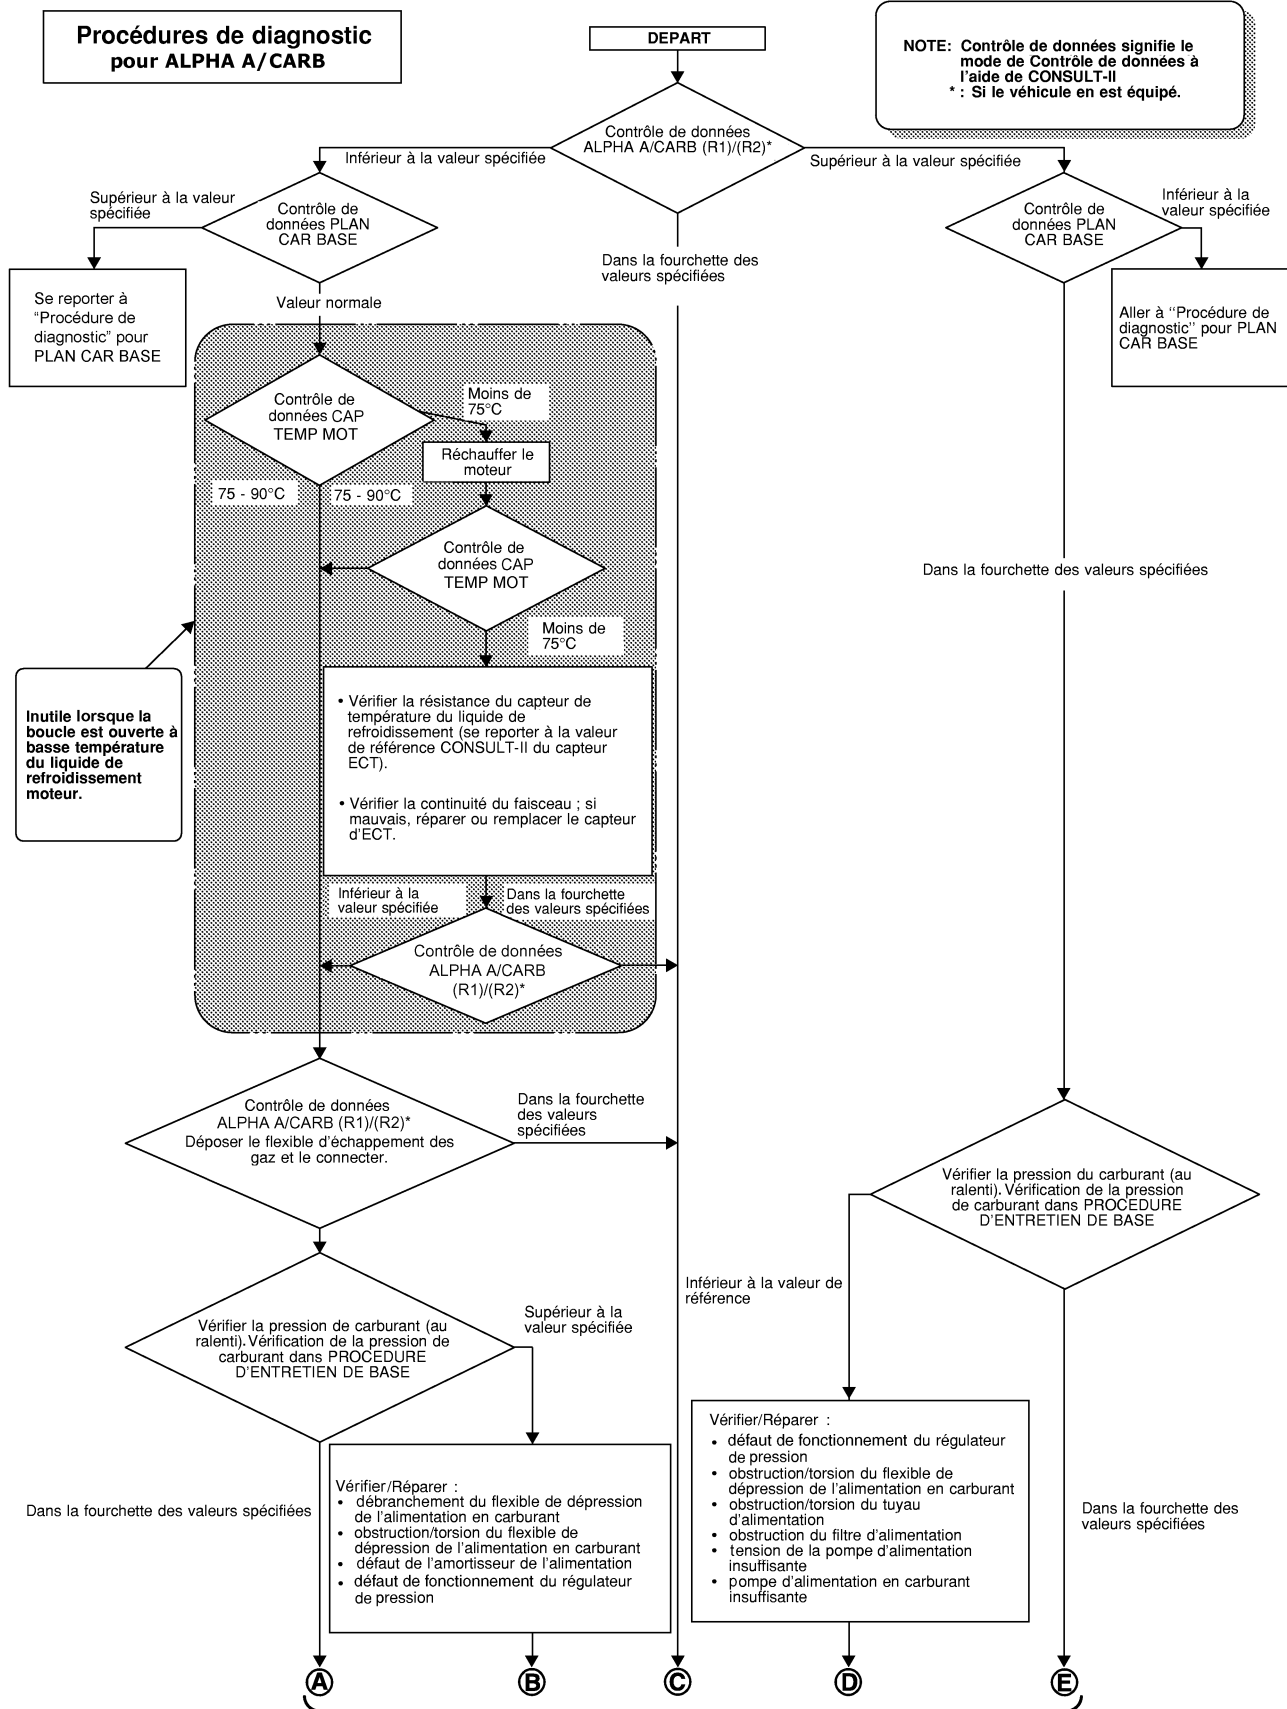 Procédures de diagnostic
pour ALPHA A/CARB
DEPART
NOTE: Contrôle de données signifie le
mode de Contrôle de données à
l'aide de CONSULT-II
* : Si le véhicule en est équipé.
Contrôle de données
ALPHA A/CARB (R1)/(R2)*
Inférieur à la valeur spécifiée
Supérieur à la valeur spécifiée
Supérieur à la valeur
spécifiée
Contrôle de
données PLAN
CAR BASE
Dans la fourchette des
valeurs spécifiées
Contrôle de
données PLAN
CAR BASE
Inférieur à la
valeur spécifiée
Se reporter à
“Procédure de
diagnostic” pour
PLAN CAR BASE
Valeur normale
Aller à ‘‘Procédure de
diagnostic’’ pour PLAN
CAR BASE
Contrôle de
données CAP
TEMP MOT
Moins de
75°C
Réchauffer le
moteur
75 - 90°C
75 - 90°C
Contrôle de
données CAP
TEMP MOT
Dans la fourchette des valeurs spécifiées
Moins de
75°C
Inutile lorsque la
boucle est ouverte à
basse température
du liquide de
refroidissement
moteur.
• Vérifier la résistance du capteur de
température du liquide de
refroidissement (se reporter à la valeur
de référence CONSULT-II du capteur
ECT).
• Vérifier la continuité du faisceau ; si
mauvais, réparer ou remplacer le capteur
d'ECT.
Inférieur à la
valeur spécifiée
Dans la fourchette
des valeurs spécifiées
Contrôle de données
ALPHA A/CARB
(R1)/(R2)*
Contrôle de données
ALPHA A/CARB (R1)/(R2)*
Déposer le flexible d'échappement des
gaz et le connecter.
Dans la fourchette
des valeurs
spécifiées
Vérifier la pression du carburant (au
ralenti). Vérification de la pression
de carburant dans PROCEDURE
D'ENTRETIEN DE BASE
Inférieur à la valeur de
référence
Vérifier la pression de carburant (au
ralenti). Vérification de la pression de
carburant dans PROCEDURE
D'ENTRETIEN DE BASE
Supérieur à la
valeur spécifiée
Dans la fourchette des valeurs spécifiées
Vérifier/Réparer :
• débranchement du flexible de dépression
de l'alimentation en carburant
• obstruction/torsion du flexible de
dépression de l'alimentation en carburant
• défaut de l'amortisseur de l'alimentation
• défaut de fonctionnement du régulateur
de pression
Vérifier/Réparer :
• défaut de fonctionnement du régulateur
de pression
• obstruction/torsion du flexible de
dépression de l'alimentation en carburant
• obstruction/torsion du tuyau
d'alimentation
• obstruction du filtre d'alimentation
• tension de la pompe d'alimentation
insuffisante
• pompe d'alimentation en carburant
insuffisante
Dans la fourchette des
valeurs spécifiées
A
B
C
D
E